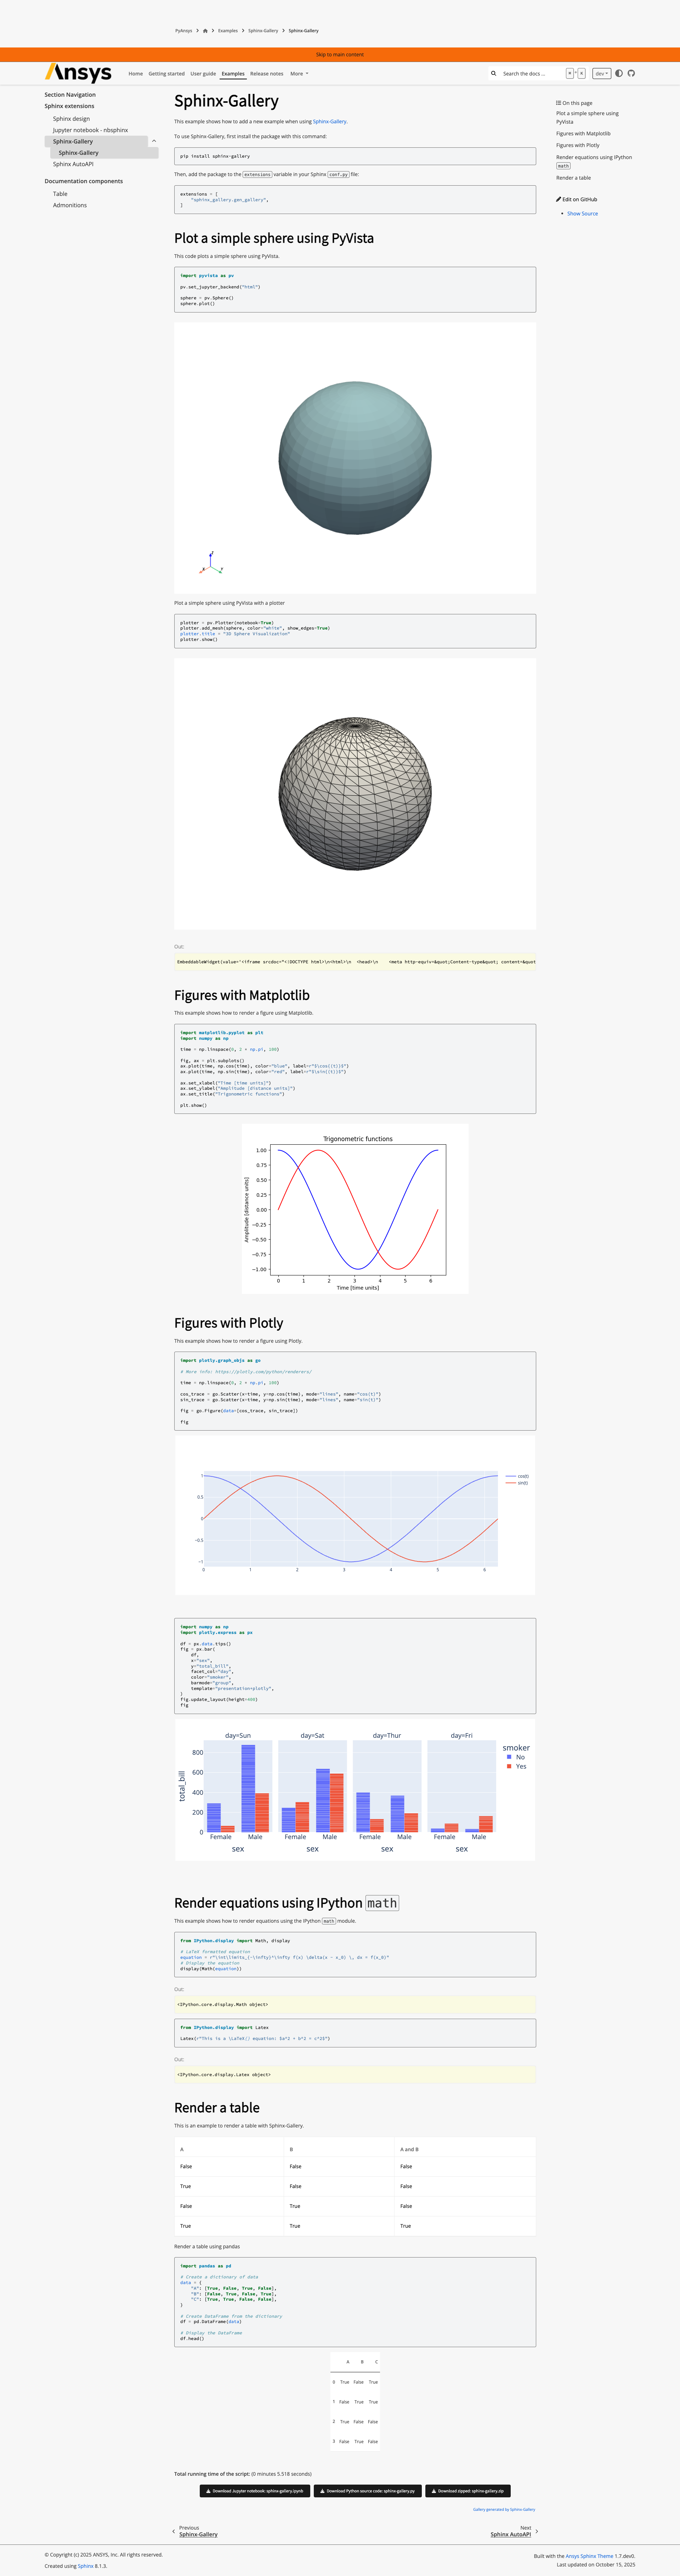 PyAnsys > Examples > Sphinx-Gallery > Sphinx-Gallery
Skip to main content
Ansys
Home Getting started User guide Examples Release notes More
Search the docs ... + K
dev
Section Navigation
Sphinx extensions
Sphinx design
Jupyter notebook - nbsphinx
Sphinx-Gallery
Sphinx-Gallery
Sphinx AutoAPI
Documentation components
Table
Admonitions
Sphinx-Gallery
This example shows how to add a new example when using Sphinx-Gallery.
To use Sphinx-Gallery, first install the package with this command:
pip install sphinx-gallery
Then, add the package to the extensions variable in your Sphinx conf.py file:
extensions = [
"sphinx_gallery.gen_gallery",
]
On this page
Plot a simple sphere using
PyVista
Figures with Matplotlib
Figures with Plotly
Render equations using IPython
math
Render a table
Edit on GitHub
Show Source
Plot a simple sphere using PyVista
This code plots a simple sphere using PyVista.
import pyvista as pv
pv.set_jupyter_backend("html")
sphere = pv.Sphere()
sphere.plot()
Z
X Y
Plot a simple sphere using PyVista with a plotter
plotter = pv.Plotter(notebook=True)
plotter.add_mesh(sphere, color="white", show_edges=True)
plotter.title = "3D Sphere Visualization"
plotter.show()
Out:
EmbeddableWidget(value='<iframe srcdoc="<!DOCTYPE html>\n<html>\n  <head>\n    <meta http-equiv=&quot;Content-type&quot; content=&quot
Figures with Matplotlib
This example shows how to render a figure using Matplotlib.
import matplotlib.pyplot as plt
import numpy as np
time = np.linspace(0, 2 * np.pi, 100)
fig, ax = plt.subplots()
ax.plot(time, np.cos(time), color="blue", label=r"$\cos{(t)}$")
ax.plot(time, np.sin(time), color="red", label=r"$\sin{(t)}$")
ax.set_xlabel("Time [time units]")
ax.set_ylabel("Amplitude [distance units]")
ax.set_title("Trigonometric functions")
plt.show()
Trigonometric functions
Amplitude [distance units]
1.00
0.75
0.50
0.25
0.00
−0.25
−0.50
−0.75
−1.00
0 1 2 3 4 5 6
Time [time units]
Figures with Plotly
This example shows how to render a figure using Plotly.
import plotly.graph_objs as go
# More info: https://plotly.com/python/renderers/
time = np.linspace(0, 2 * np.pi, 100)
cos_trace = go.Scatter(x=time, y=np.cos(time), mode="lines", name="cos(t)")
sin_trace = go.Scatter(x=time, y=np.sin(time), mode="lines", name="sin(t)")
fig = go.Figure(data=[cos_trace, sin_trace])
fig
1
0.5
0
−0.5
−1
0 1 2 3 4 5 6
cos(t)
sin(t)
import numpy as np
import plotly.express as px
df = px.data.tips()
fig = px.bar(
df,
x="sex",
y="total_bill",
facet_col="day",
color="smoker",
barmode="group",
template="presentation+plotly",
)
fig.update_layout(height=400)
fig
day=Sun day=Sat day=Thur day=Fri
total_bill
800
600
400
200
0
Female Male Female Male Female Male Female Male
sex sex sex sex
smoker
No
Yes
Render equations using IPython math
This example shows how to render equations using the IPython math module.
from IPython.display import Math, display
# LaTeX formatted equation
equation = r"\int\limits_{-\infty}^\infty f(x) \delta(x - x_0) \, dx = f(x_0)"
# Display the equation
display(Math(equation))
Out:
<IPython.core.display.Math object>
from IPython.display import Latex
Latex(r"This is a \LaTeX{} equation: $a^2 + b^2 = c^2$")
Out:
<IPython.core.display.Latex object>
Render a table
This is an example to render a table with Sphinx-Gallery.
A B A and B
False False False
True False False
False True False
True True True
Render a table using pandas
import pandas as pd
# Create a dictionary of data
data = {
"A": [True, False, True, False],
"B": [False, True, False, True],
"C": [True, True, False, False],
}
# Create DataFrame from the dictionary
df = pd.DataFrame(data)
# Display the DataFrame
df.head()
A B C
0 True False True
1 False True True
2 True False False
3 False True False
Total running time of the script: (0 minutes 5.518 seconds)
Download Jupyter notebook: sphinx-gallery.ipynb
Download Python source code: sphinx-gallery.py
Download zipped: sphinx-gallery.zip
Gallery generated by Sphinx-Gallery
Previous
Sphinx-Gallery
Next
Sphinx AutoAPI
© Copyright (c) 2025 ANSYS, Inc. All rights reserved.
Created using Sphinx 8.1.3.
Built with the Ansys Sphinx Theme 1.7.dev0.
Last updated on October 15, 2025